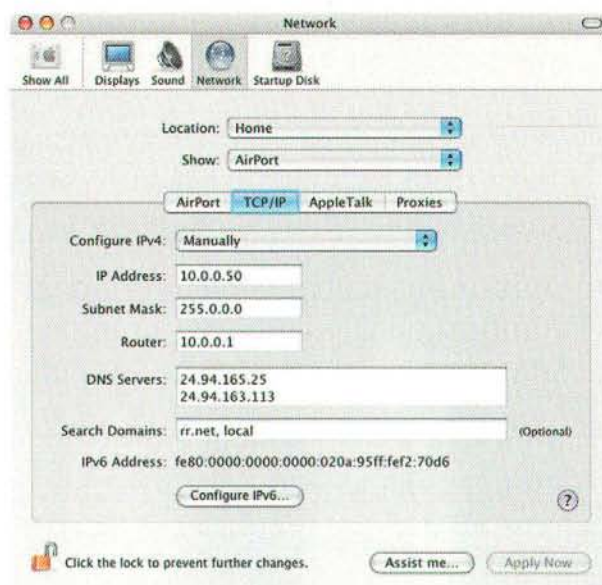 Network
Show All Displays Sound Network Startup Disk
Location: Home
Show: AirPort
AirPort TCP/IP AppleTalk Proxies
Configure IPv4: Manually
IP Address: 10.0.0.50
Subnet Mask: 255.0.0.0
Router: 10.0.0.1
DNS Servers: 24.94.165.25
24.94.163.113
Search Domains: rr.net, local (Optional)
IPv6 Address: fe80:0000:0000:0000:020a:95ff:fef2:70d6
Configure IPv6...
?
Click the lock to prevent further changes. Assist me... Apply Now